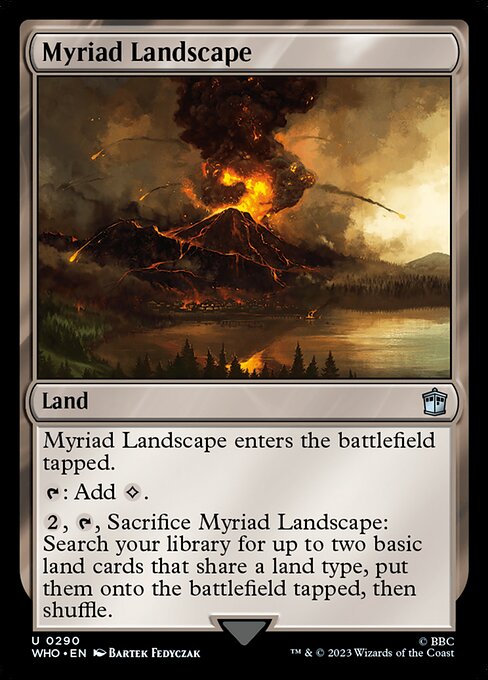 Myriad Landscape
Land
Myriad Landscape enters the battlefield
tapped.
: Add .
2, , Sacrifice Myriad Landscape:
Search your library for up to two basic
land cards that share a land type, put
them onto the battlefield tapped, then
shuffle.
U 0290
WHO • EN Bartek Fedyczak
© BBC
™ & © 2023 Wizards of the Coast